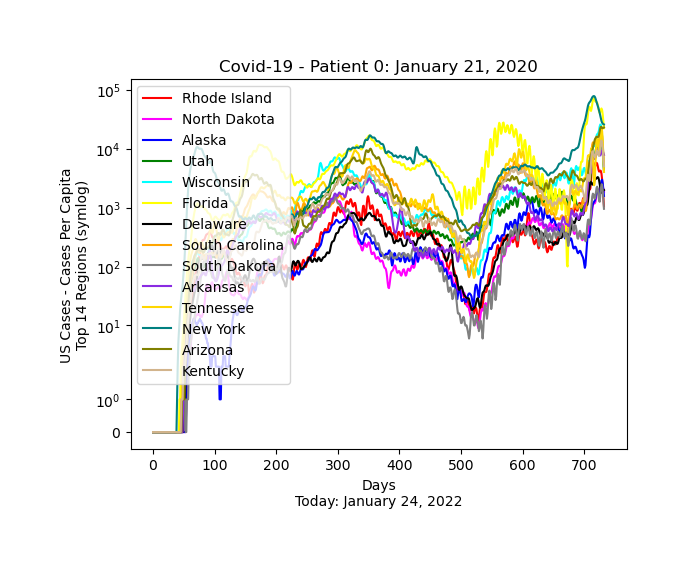 Covid-19 - Patient 0: January 21, 2020
US Cases - Cases Per Capita
Top 14 Regions (symlog)
10^5
10^4
10^3
10^2
10^1
10^0
0
Rhode Island
North Dakota
Alaska
Utah
Wisconsin
Florida
Delaware
South Carolina
South Dakota
Arkansas
Tennessee
New York
Arizona
Kentucky
0 100 200 300 400 500 600 700
Days
Today: January 24, 2022